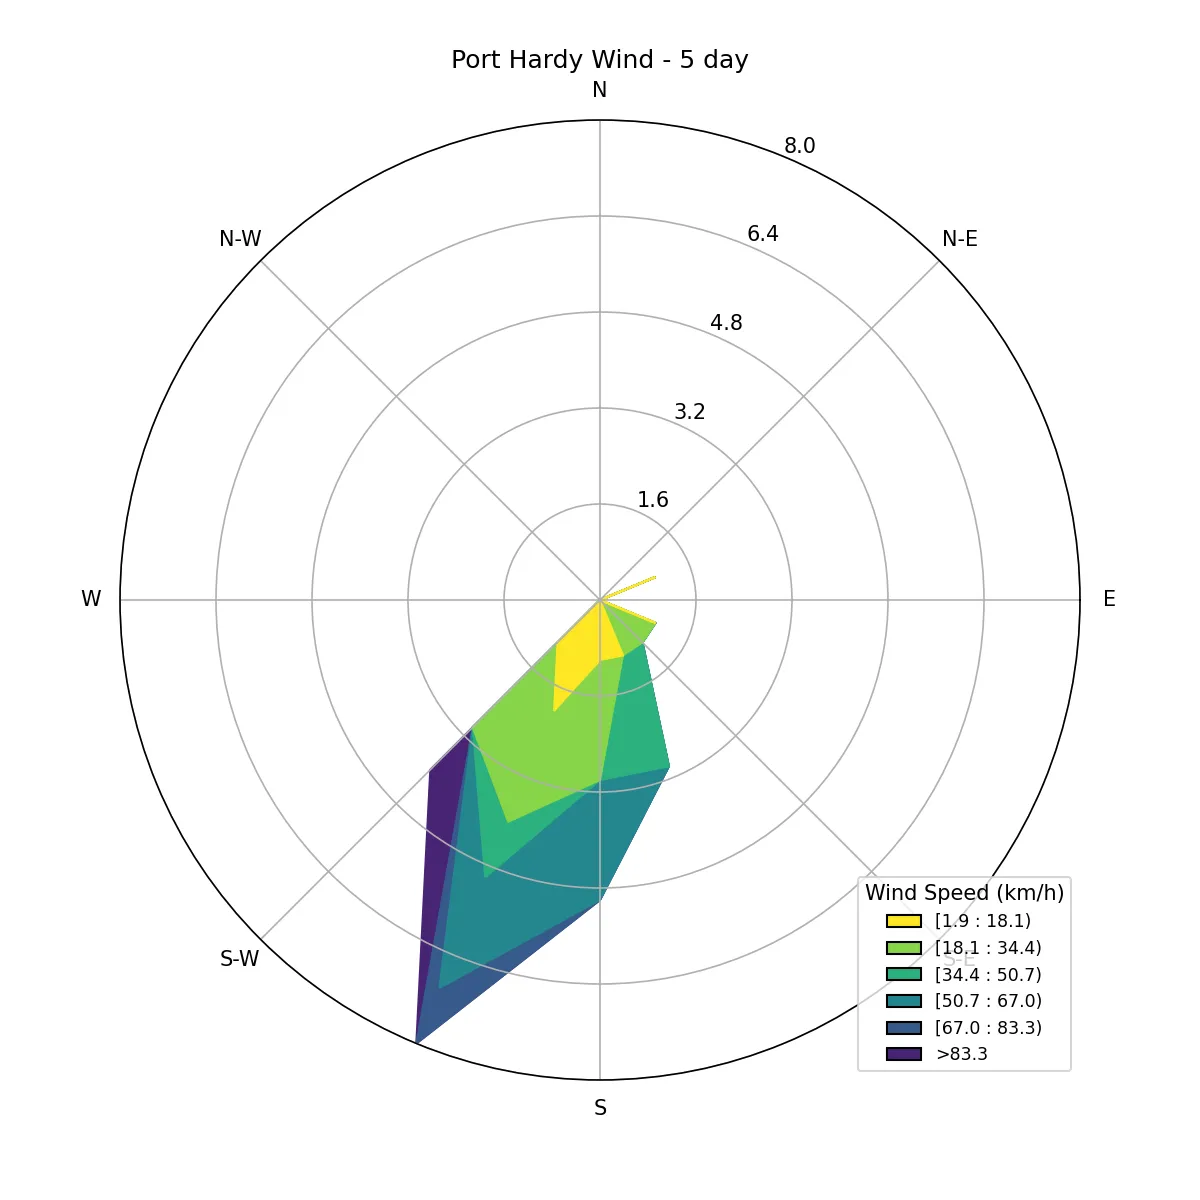 Port Hardy Wind - 5 day
N
8.0
N-W
N-E
6.4
4.8
3.2
1.6
W
E
Wind Speed (km/h)
[1.9 : 18.1)
[18.1 : 34.4)
S-W
S-E
[34.4 : 50.7)
[50.7 : 67.0)
[67.0 : 83.3)
>83.3
S